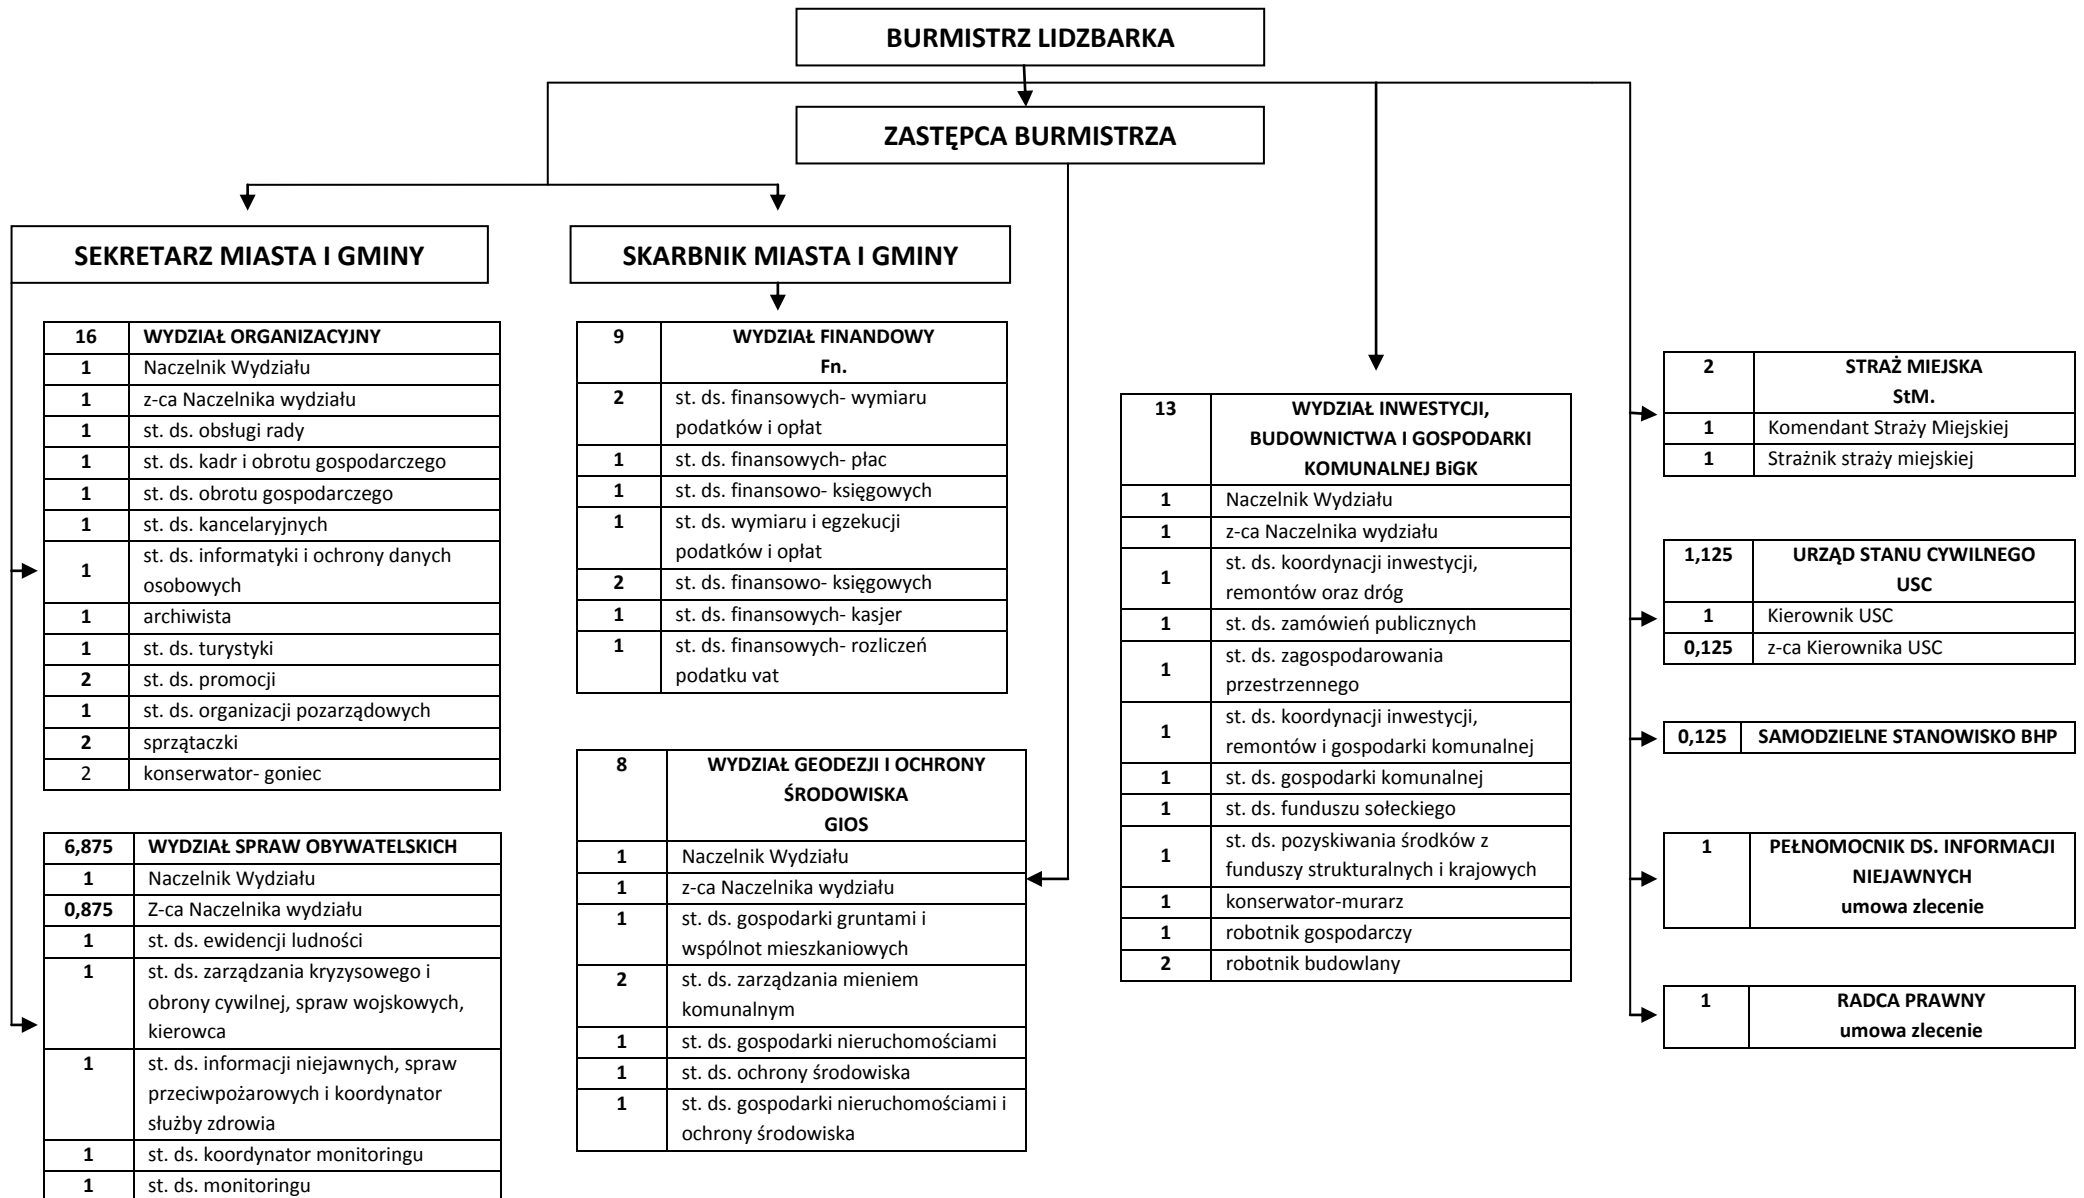 BURMISTRZ LIDZBARKA
ZASTĘPCA BURMISTRZA
SEKRETARZ MIASTA I GMINY
SKARBNIK MIASTA I GMINY
16 WYDZIAŁ ORGANIZACYJNY
1 Naczelnik Wydziału
1 z-ca Naczelnika wydziału
1 st. ds. obsługi rady
1 st. ds. kadr i obrotu gospodarczego
1 st. ds. obrotu gospodarczego
1 st. ds. kancelaryjnych
1 st. ds. informatyki i ochrony danych
osobowych
1 archiwista
1 st. ds. turystyki
2 st. ds. promocji
1 st. ds. organizacji pozarządowych
2 sprzątaczki
2 konserwator- goniec
6,875 WYDZIAŁ SPRAW OBYWATELSKICH
1 Naczelnik Wydziału
0,875 Z-ca Naczelnika wydziału
1 st. ds. ewidencji ludności
1 st. ds. zarządzania kryzysowego i
obrony cywilnej, spraw wojskowych,
kierowca
1 st. ds. informacji niejawnych, spraw
przeciwpożarowych i koordynator
służby zdrowia
1 st. ds. koordynator monitoringu
1 st. ds. monitoringu
9 WYDZIAŁ FINANDOWY
Fn.
2 st. ds. finansowych- wymiaru
podatków i opłat
1 st. ds. finansowych- płac
1 st. ds. finansowo- księgowych
1 st. ds. wymiaru i egzekucji
podatków i opłat
2 st. ds. finansowo- księgowych
1 st. ds. finansowych- kasjer
1 st. ds. finansowych- rozliczeń
podatku vat
8 WYDZIAŁ GEODEZJI I OCHRONY
ŚRODOWISKA
GIOS
1 Naczelnik Wydziału
1 z-ca Naczelnika wydziału
1 st. ds. gospodarki gruntami i
wspólnot mieszkaniowych
2 st. ds. zarządzania mieniem
komunalnym
1 st. ds. gospodarki nieruchomościami
1 st. ds. ochrony środowiska
1 st. ds. gospodarki nieruchomościami i
ochrony środowiska
13 WYDZIAŁ INWESTYCJI,
BUDOWNICTWA I GOSPODARKI
KOMUNALNEJ BiGK
1 Naczelnik Wydziału
1 z-ca Naczelnika wydziału
1 st. ds. koordynacji inwestycji,
remontów oraz dróg
1 st. ds. zamówień publicznych
1 st. ds. zagospodarowania
przestrzennego
1 st. ds. koordynacji inwestycji,
remontów i gospodarki komunalnej
1 st. ds. gospodarki komunalnej
1 st. ds. funduszu sołeckiego
1 st. ds. pozyskiwania środków z
funduszy strukturalnych i krajowych
1 konserwator-murarz
1 robotnik gospodarczy
2 robotnik budowlany
2 STRAŻ MIEJSKA
StM.
1 Komendant Straży Miejskiej
1 Strażnik straży miejskiej
1,125 URZĄD STANU CYWILNEGO
USC
1 Kierownik USC
0,125 z-ca Kierownika USC
0,125 SAMODZIELNE STANOWISKO BHP
1 PEŁNOMOCNIK DS. INFORMACJI
NIEJAWNYCH
umowa zlecenie
1 RADCA PRAWNY
umowa zlecenie